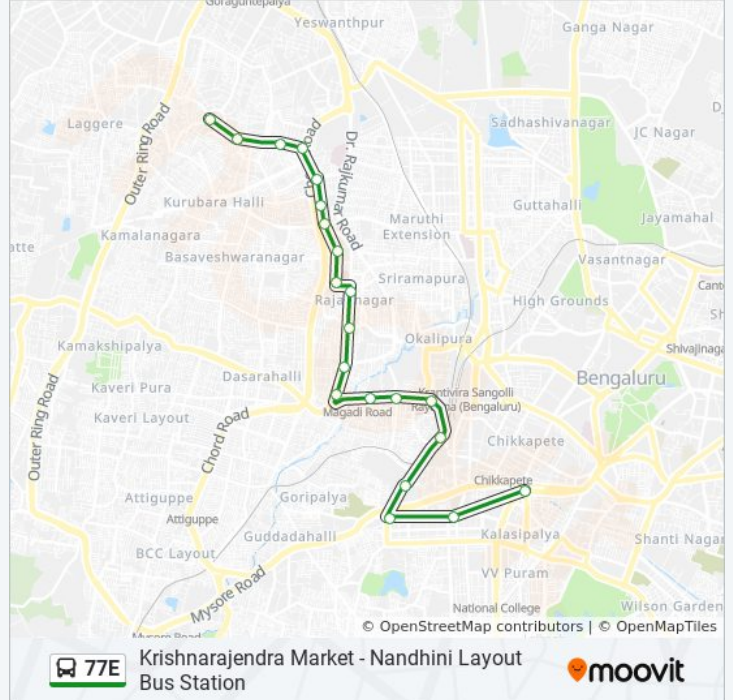 Goraguntepalya
Yeswanthpur
Ganga Nagar
Laggere
Outer Ring Road
Dr. Rajkumar Road
Sadhashivanagar
JC Nagar
Kurubara Halli
Guttahalli
Maruthi
Extension
Jayamahal
Kamalanagara
atte
Basaveshwaranagar
Vasantnagar
Sriramapura
Cant
High Grounds
Okalipura
Kamakshipalya
Shivajinaga
Dasarahalli
Bengaluru
Kaveri Pura
Krantivira Sangolli
(Bengaluru)
Magadi Road
Kaveri Layout
Outer Ring Road
Chord Road
Chikkapete
Chikkapete
Attiguppe
Goripalya
Attiguppe
Guddadahalli
Kalasipalya
Shanti Nagar
BCC Layout
VV Puram
Mysore Road
National College
Wilson Garden
Mysore Road
© OpenStreetMap contributors | © OpenMapTiles
77E
Krishnarajendra Market - Nandhini Layout
Bus Station
moovit